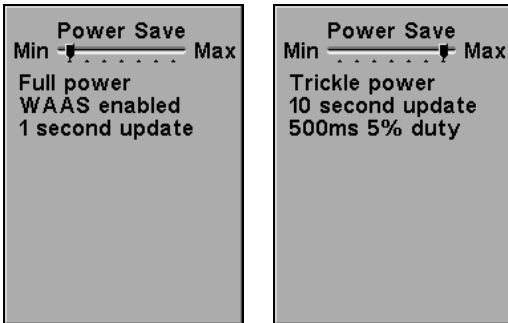 Power Save
Min Max
Full power
WAAS enabled
1 second update
Power Save
Min Max
Trickle power
10 second update
500ms 5% duty